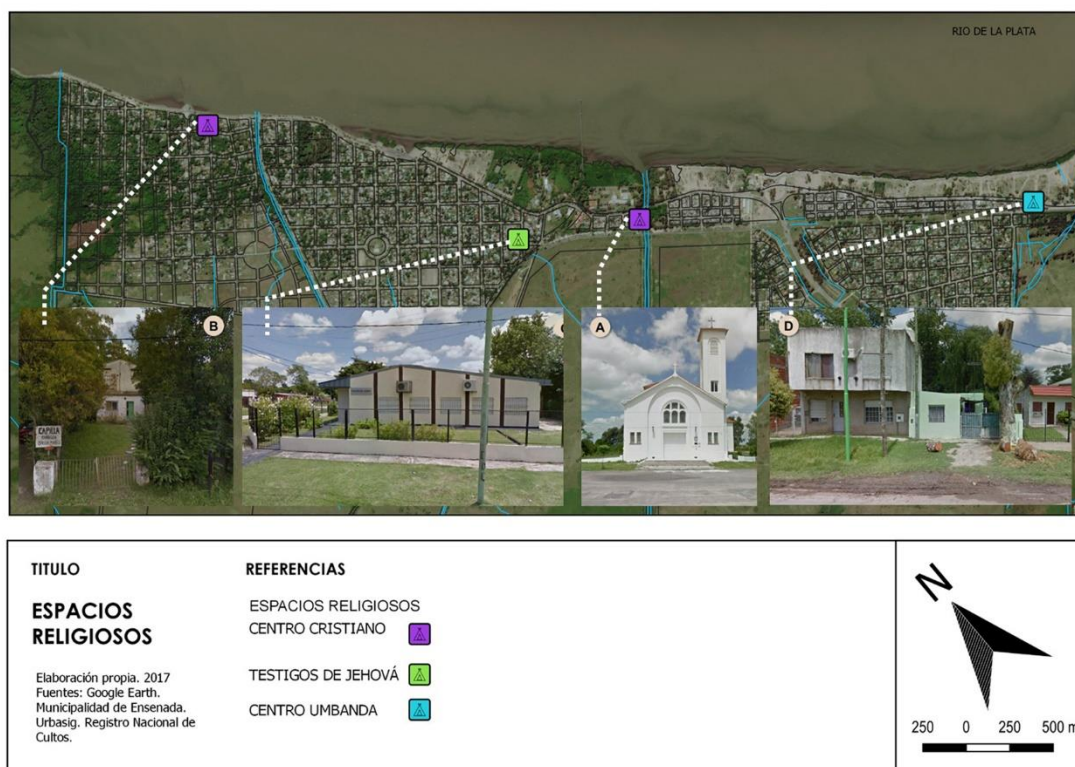 RIO DE LA PLATA
B
A
D
CAPILLA
TITULO
ESPACIOS
RELIGIOSOS
Elaboración propia. 2017
Fuentes: Google Earth.
Municipalidad de Ensenada.
Urbasig. Registro Nacional de
Cultos.
REFERENCIAS
ESPACIOS RELIGIOSOS
CENTRO CRISTIANO
TESTIGOS DE JEHOVÁ
CENTRO UMBANDA
N
250 0 250 500 m